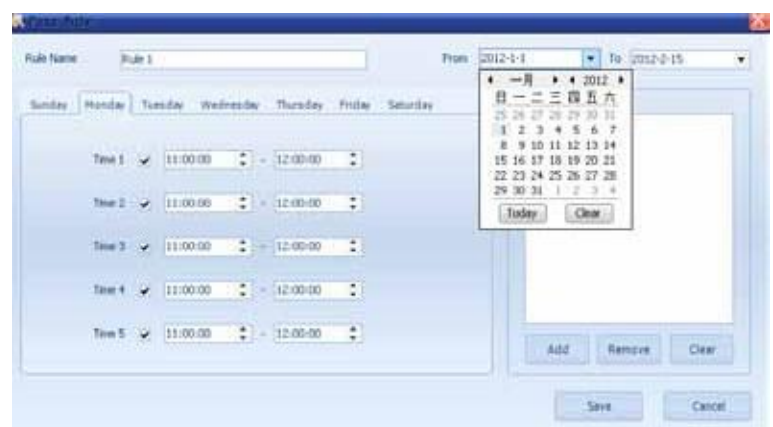 Pass Rule
Rule Name Rule 1 From 2012-1-1 To 2012-2-15
Sunday Monday Tuesday Wednesday Thursday Friday Saturday
一月 2012
日 一 二 三 四 五 六
25 26 27 28 29 30 31
1 2 3 4 5 6 7
8 9 10 11 12 13 14
15 16 17 18 19 20 21
22 23 24 25 26 27 28
29 30 31 1 2 3 4
Today Clear
Time 1 11:00:00 - 12:00:00
Time 2 11:00:00 - 12:00:00
Time 3 11:00:00 - 12:00:00
Time 4 11:00:00 - 12:00:00
Time 5 11:00:00 - 12:00:00
Add Remove Clear
Save Cancel